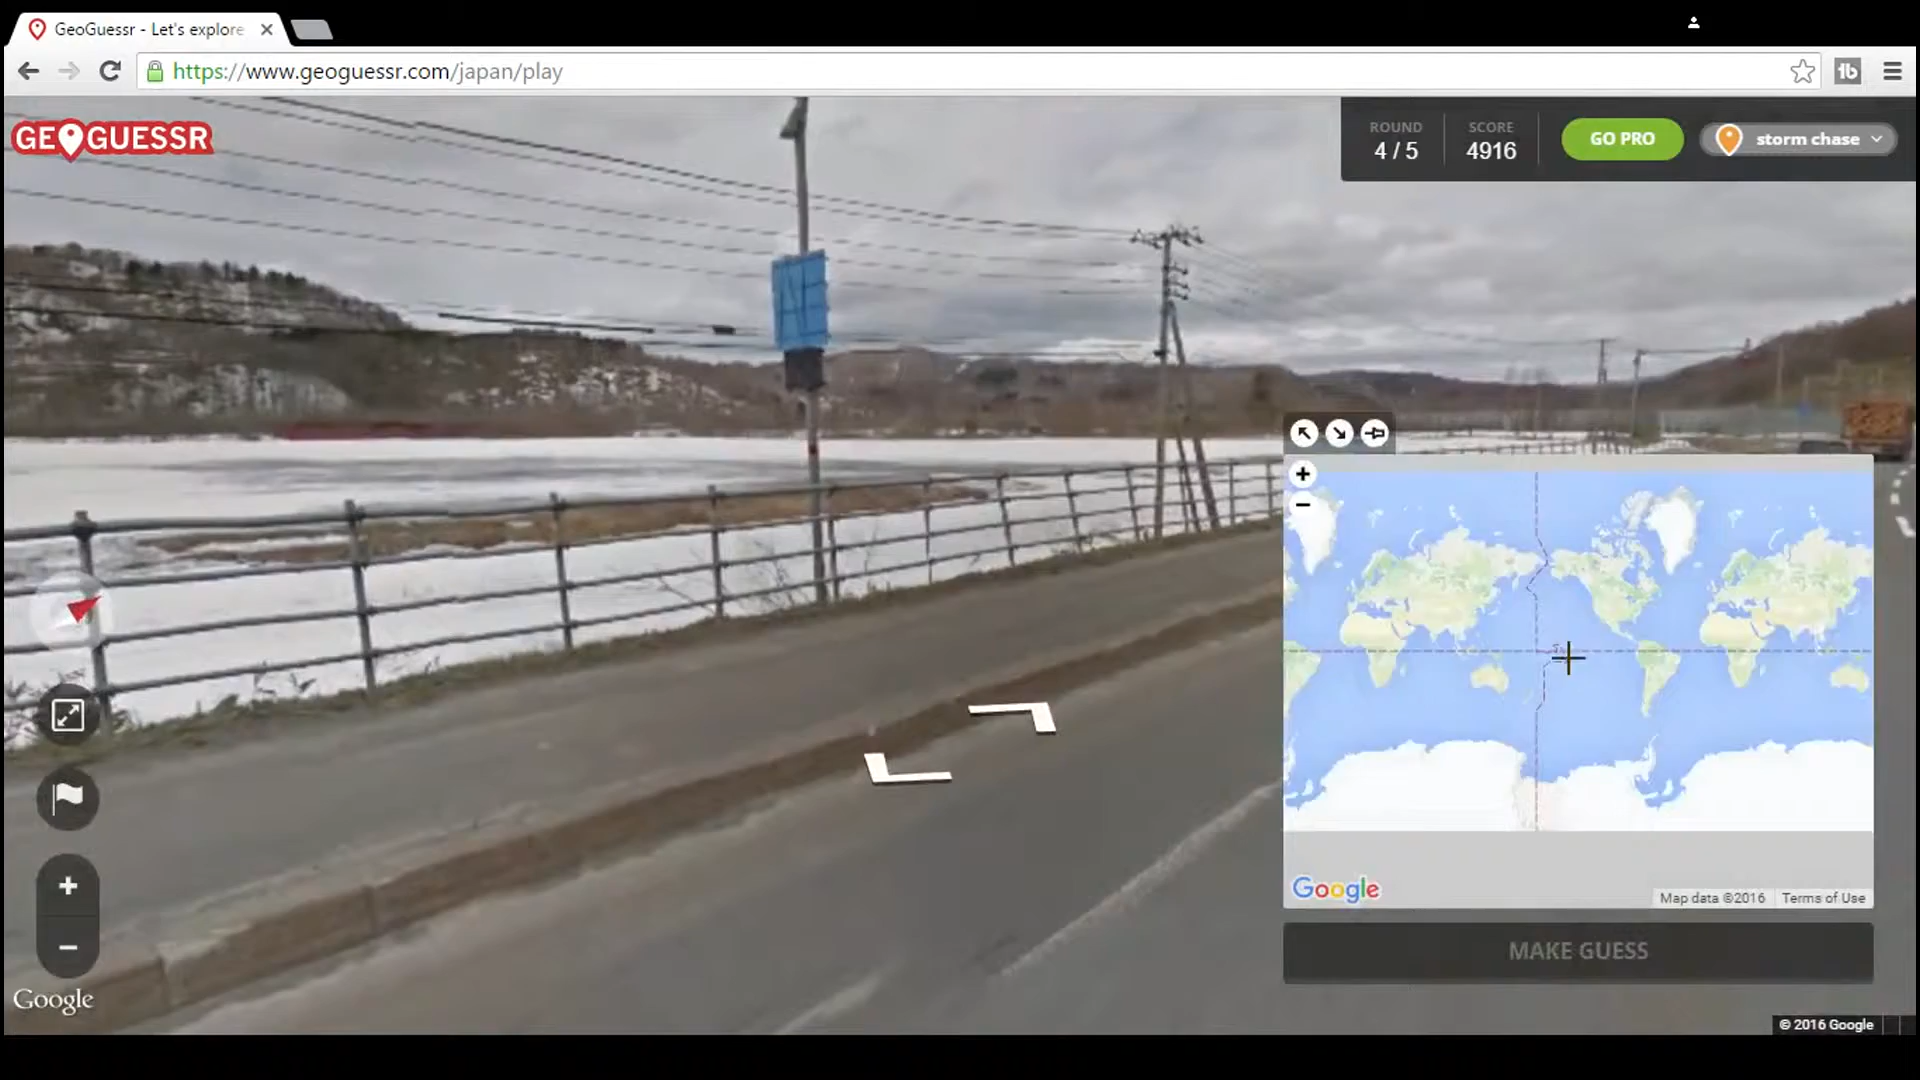 GeoGuessr - Let's explore
https://www.geoguessr.com/japan/play
GEOGUESSR
ROUND
4 / 5
SCORE
4916
GO PRO
storm chase
Google
Map data ©2016
Terms of Use
MAKE GUESS
Google
© 2016 Google